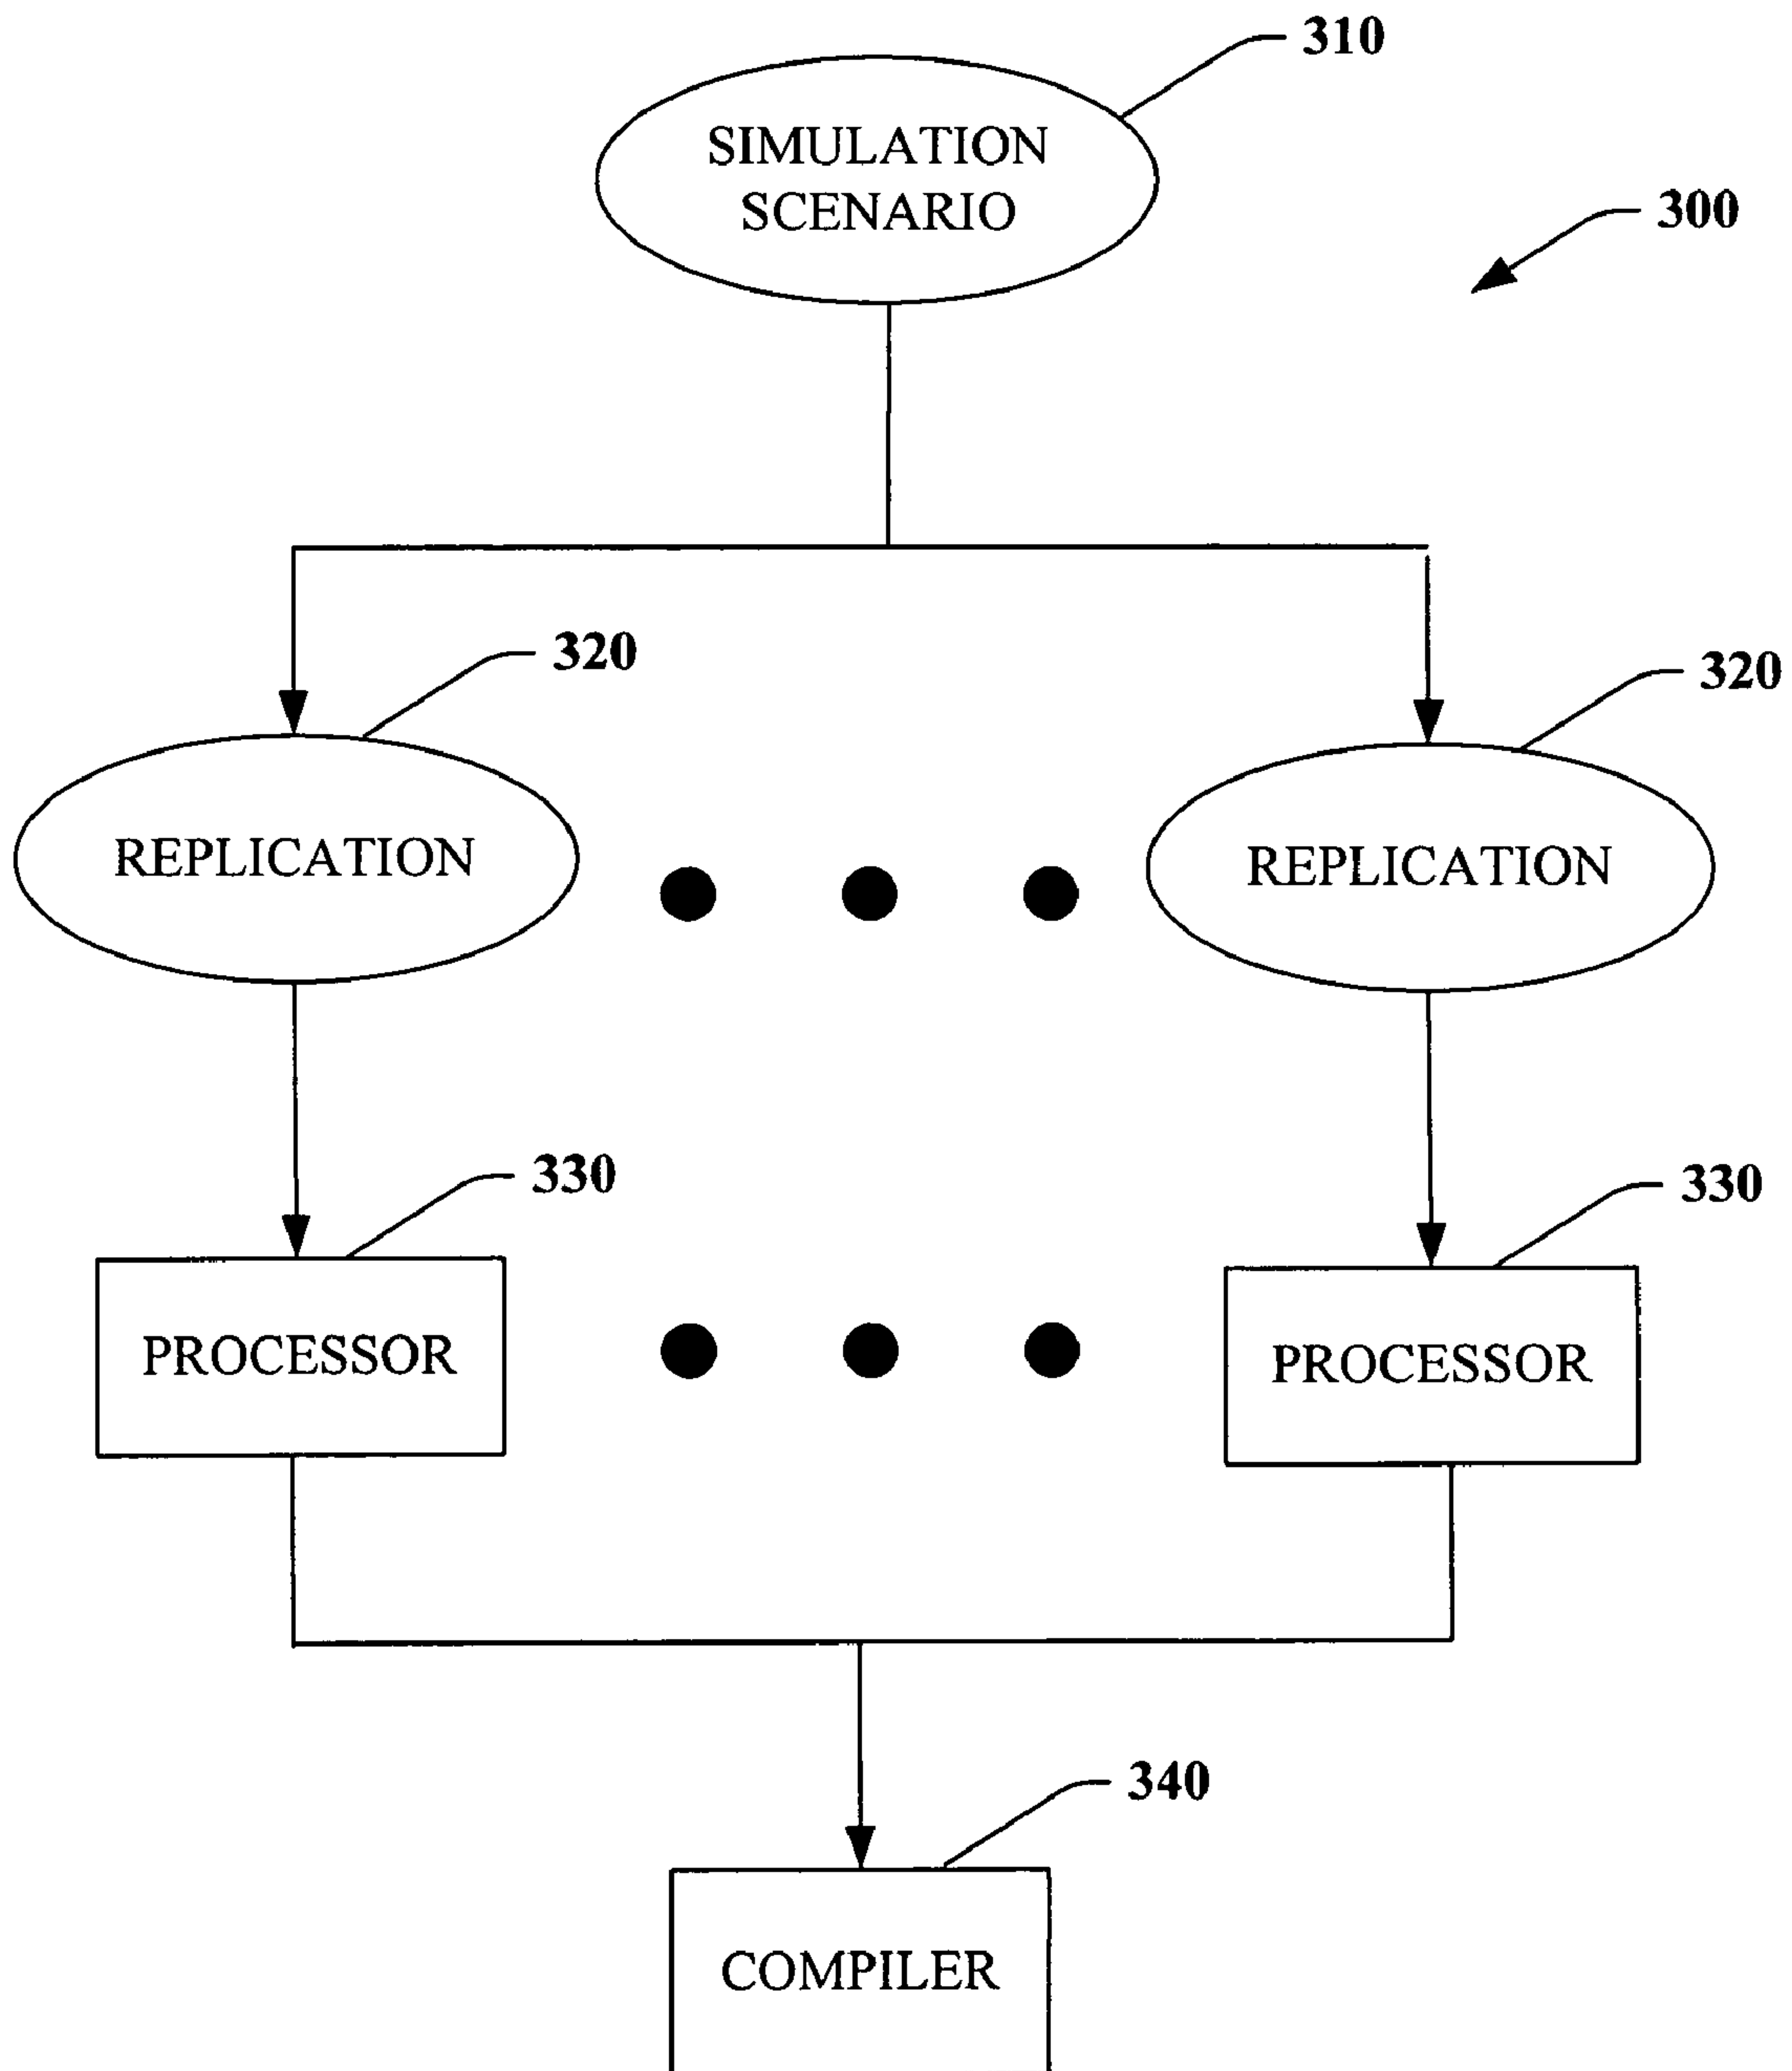 310
SIMULATION
SCENARIO
300
320
320
REPLICATION
REPLICATION
330
330
PROCESSOR
PROCESSOR
340
COMPILER